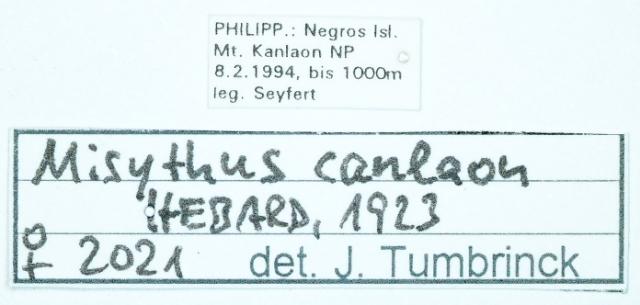 PHILIPP.: Negros Isl.
Mt. Kanlaon NP
8.2.1994, bis 1000m
leg. Seyfert
Misythus canlaon
HEBARD, 1923
♀ 2021 det. J. Tumbrinck